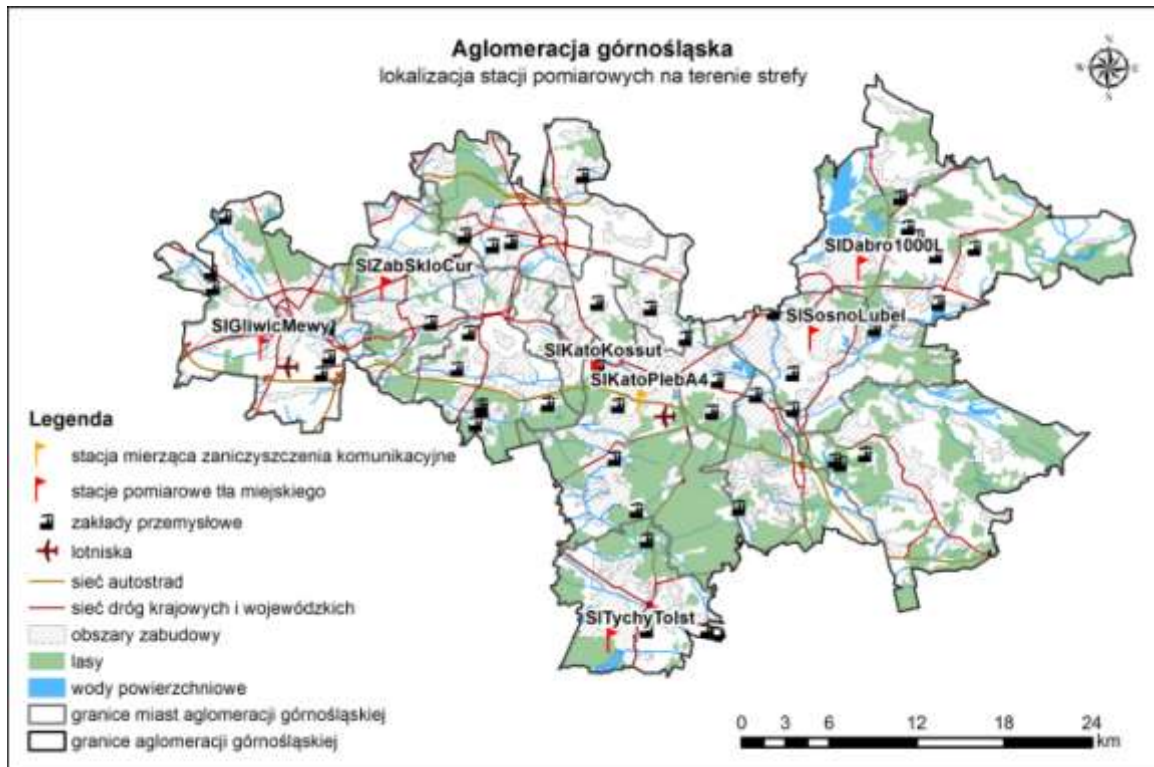 Aglomeracja górnośląska
lokalizacja stacji pomiarowych na terenie strefy
N
W
E
S
SlDabro1000L
SlZabSkloCur
SlSosnoLubel
SlGliwicMewy
SlKatoKossut
SlKatoPlebA4
SlTychyTolst
Legenda
stacja mierząca zaniczyszczenia komunikacyjne
stacje pomiarowe tła miejskiego
zakłady przemysłowe
lotniska
sieć autostrad
sieć dróg krajowych i wojewódzkich
obszary zabudowy
lasy
wody powierzchniowe
granice miast aglomeracji górnośląskiej
granice aglomeracji górnośląskiej
0 3 6 12 18 24
km